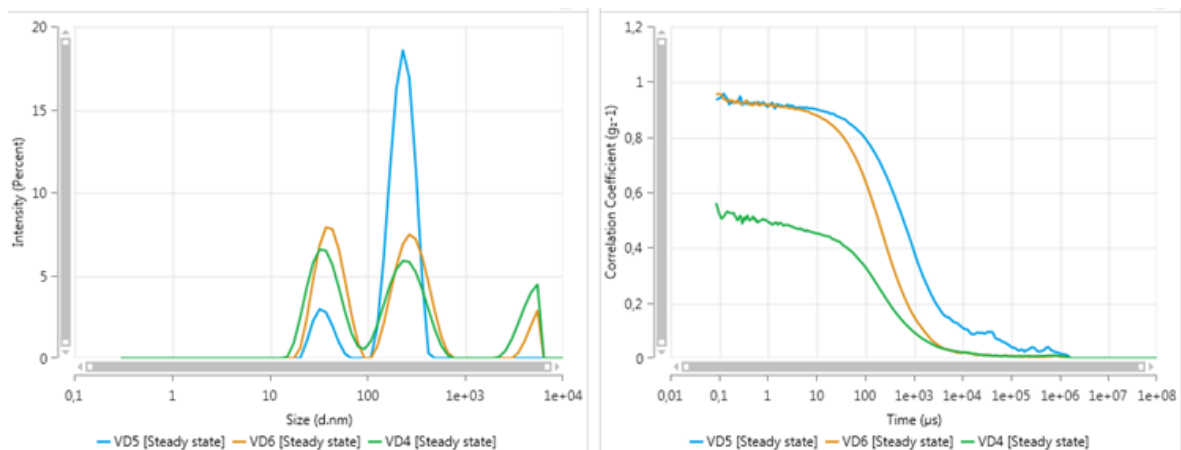 20
15
10
5
0
Intensity (Percent)
0,1
1
10
100
1e+03
1e+04
Size (d.nm)
VD5 [Steady state] VD6 [Steady state] VD4 [Steady state]
1,2
1
0,8
0,6
0,4
0,2
0
Correlation Coefficient (g₂-1)
0,01
0,1
1
10
100
1e+03
1e+04
1e+05
1e+06
1e+07
1e+08
Time (µs)
VD5 [Steady state] VD6 [Steady state] VD4 [Steady state]